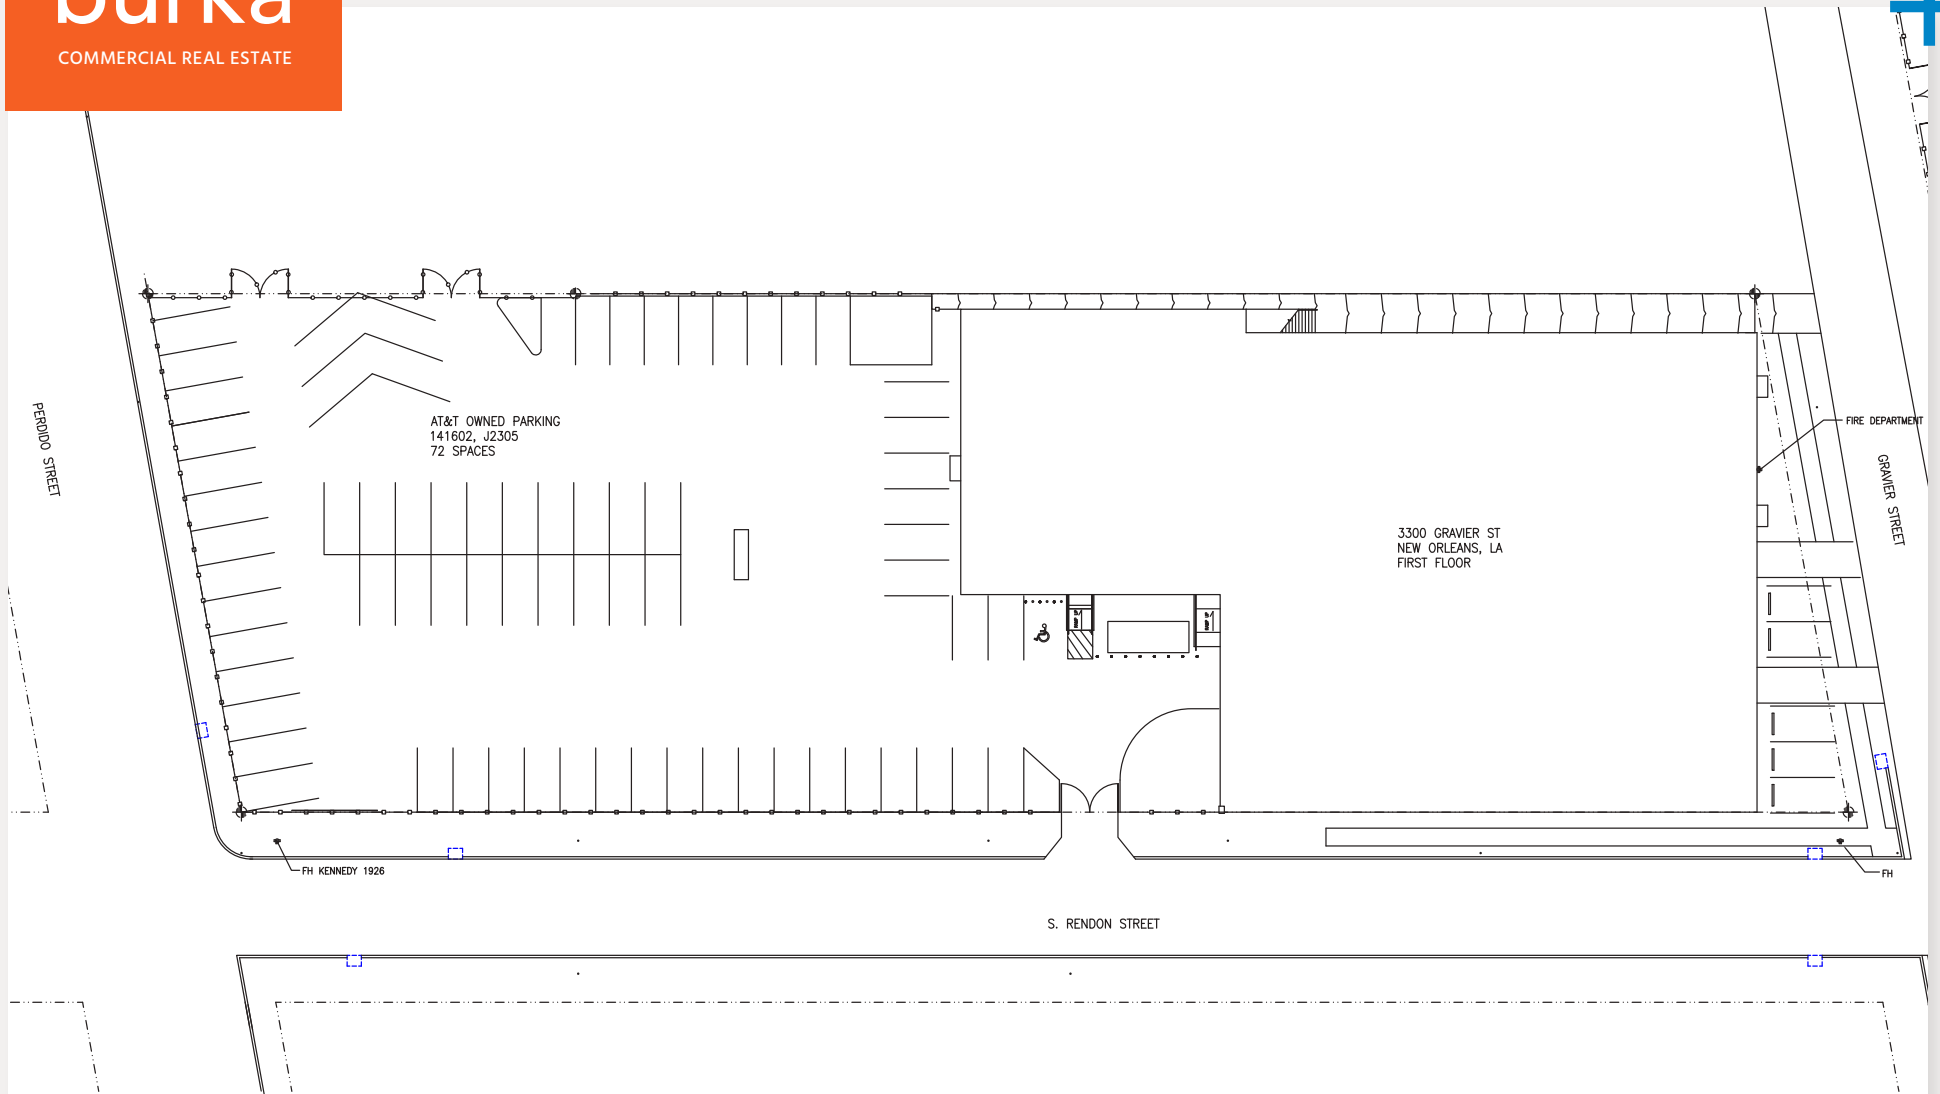 burka
COMMERCIAL REAL ESTATE
PERDIDO STREET
AT&T OWNED PARKING
141602, J2305
72 SPACES
FIRE DEPARTMENT
GRAVIER STREET
3300 GRAVIER ST
NEW ORLEANS, LA
FIRST FLOOR
FH KENNEDY 1926
FH
S. RENDON STREET